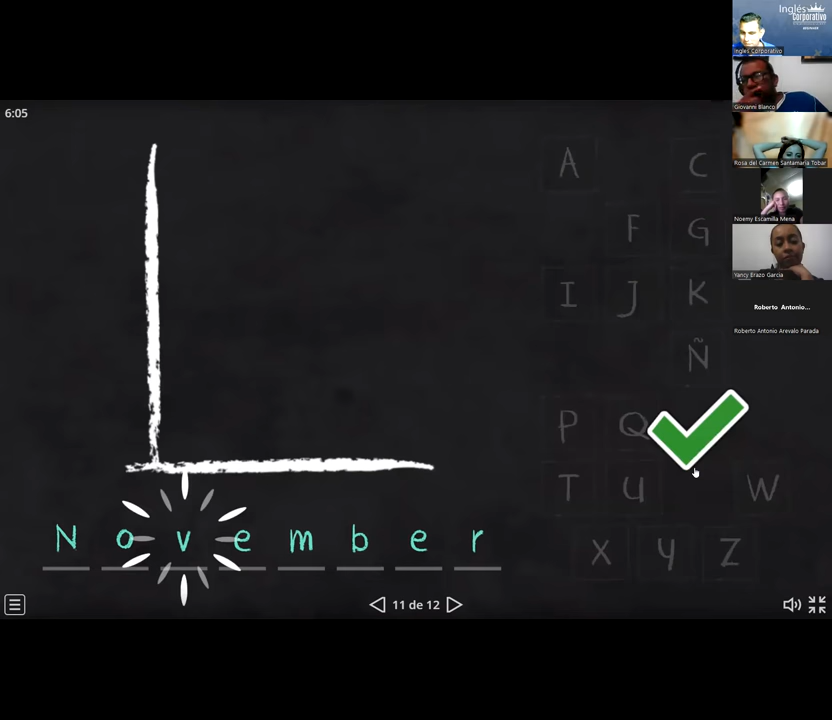 6:05
A C
F G
I J K
Ñ
P Q
T U W
X Y Z
November
11 de 12
Inglés
Corporativo
Ingles Corporativo
Giovanni Blanco
Rosa del Carmen Santamaria Tobar
Noemy Escamilla Mena
Yancy Erazo Garcia
Roberto Antonio...
Roberto Antonio Arevalo Parada